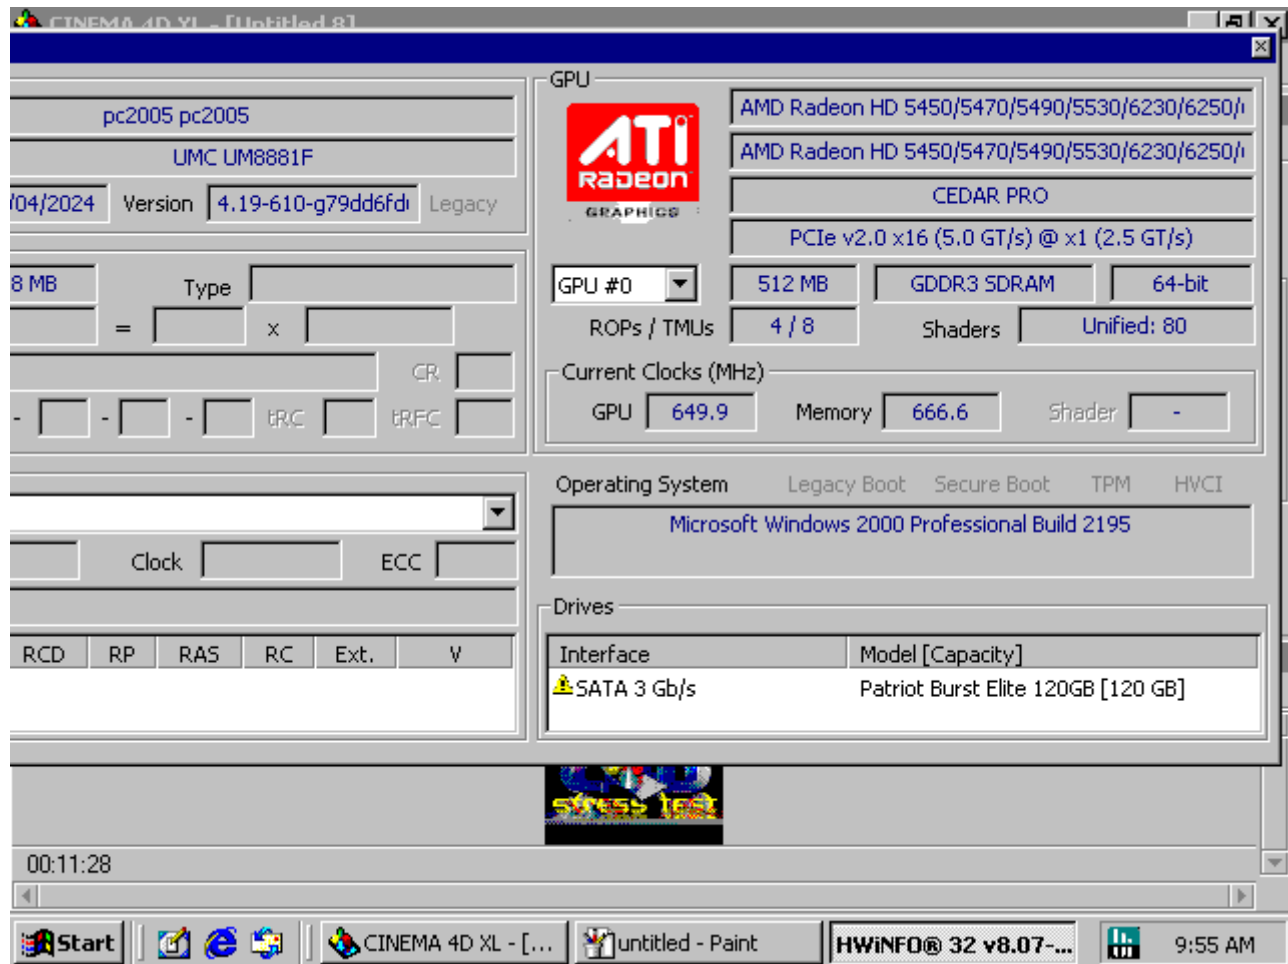 CINEMA 4D XL - [Untitled 8]
pc2005 pc2005
UMC UM8881F
/04/2024 Version 4.19-610-g79dd6fd Legacy
8 MB Type
= x
CR
- - - tRC tRFC
Clock ECC
RCD RP RAS RC Ext. V
GPU
ATI
RADEON
GRAPHICS
AMD Radeon HD 5450/5470/5490/5530/6230/6250/
AMD Radeon HD 5450/5470/5490/5530/6230/6250/
CEDAR PRO
PCIe v2.0 x16 (5.0 GT/s) @ x1 (2.5 GT/s)
GPU #0 512 MB GDDR3 SDRAM 64-bit
ROPs / TMUs 4 / 8 Shaders Unified: 80
Current Clocks (MHz)
GPU 649.9 Memory 666.6 Shader -
Operating System Legacy Boot Secure Boot TPM HVCI
Microsoft Windows 2000 Professional Build 2195
Drives
Interface Model [Capacity]
SATA 3 Gb/s Patriot Burst Elite 120GB [120 GB]
stress test
00:11:28
Start CINEMA 4D XL - [... untitled - Paint HWiNFO® 32 v8.07-... 9:55 AM